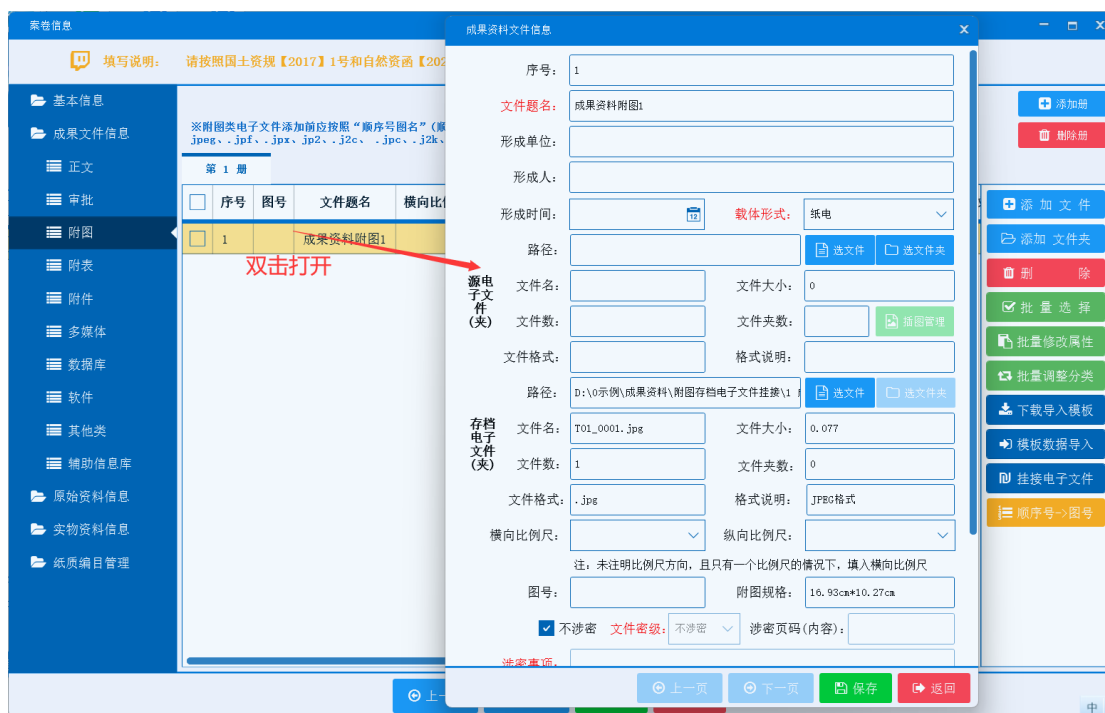 案卷信息
填写说明： 请按照国土资规【2017】1号和自然资函【202
基本信息
成果文件信息
正文
审批
附图
附表
附件
多媒体
数据库
软件
其他类
辅助信息库
原始资料信息
实物资料信息
纸质编目管理
※附图类电子文件添加前应按照“顺序号图名”(顺
jpeg、.jpf、.jpx、jp2、.j2c、 .jpc、.j2k、
第 1 册
序号 图号 文件题名 横向比
1 成果资料附图1
双击打开
成果资料文件信息 x
序号： 1
文件题名： 成果资料附图1
形成单位：
形成人：
形成时间： 12 载体形式： 纸电
路径： 选文件 选文件夹
源电子文件(夹)
文件名： 文件大小： 0
文件数： 文件夹数： 插图管理
文件格式： 格式说明：
路径： D:\0示例\成果资料\附图存档电子文件挂接\1 选文件 选文件夹
存档电子文件(夹)
文件名： T01_0001.jpg 文件大小： 0.077
文件数： 1 文件夹数： 0
文件格式： .jpg 格式说明： JPEG格式
横向比例尺： 纵向比例尺：
注：未注明比例尺方向，且只有一个比例尺的情况下，填入横向比例尺
图号： 附图规格： 16.93cm*10.27cm
不涉密 文件密级： 不涉密 涉密页码(内容)：
涉密事项：
上一页 下一页 保存 返回
添加册
删除册
添 加 文 件
添加 文件夹
删 除
批 量 选 择
批量修改属性
批量调整分类
下载导入模板
模板数据导入
挂接电子文件
顺序号->图号
上一
中